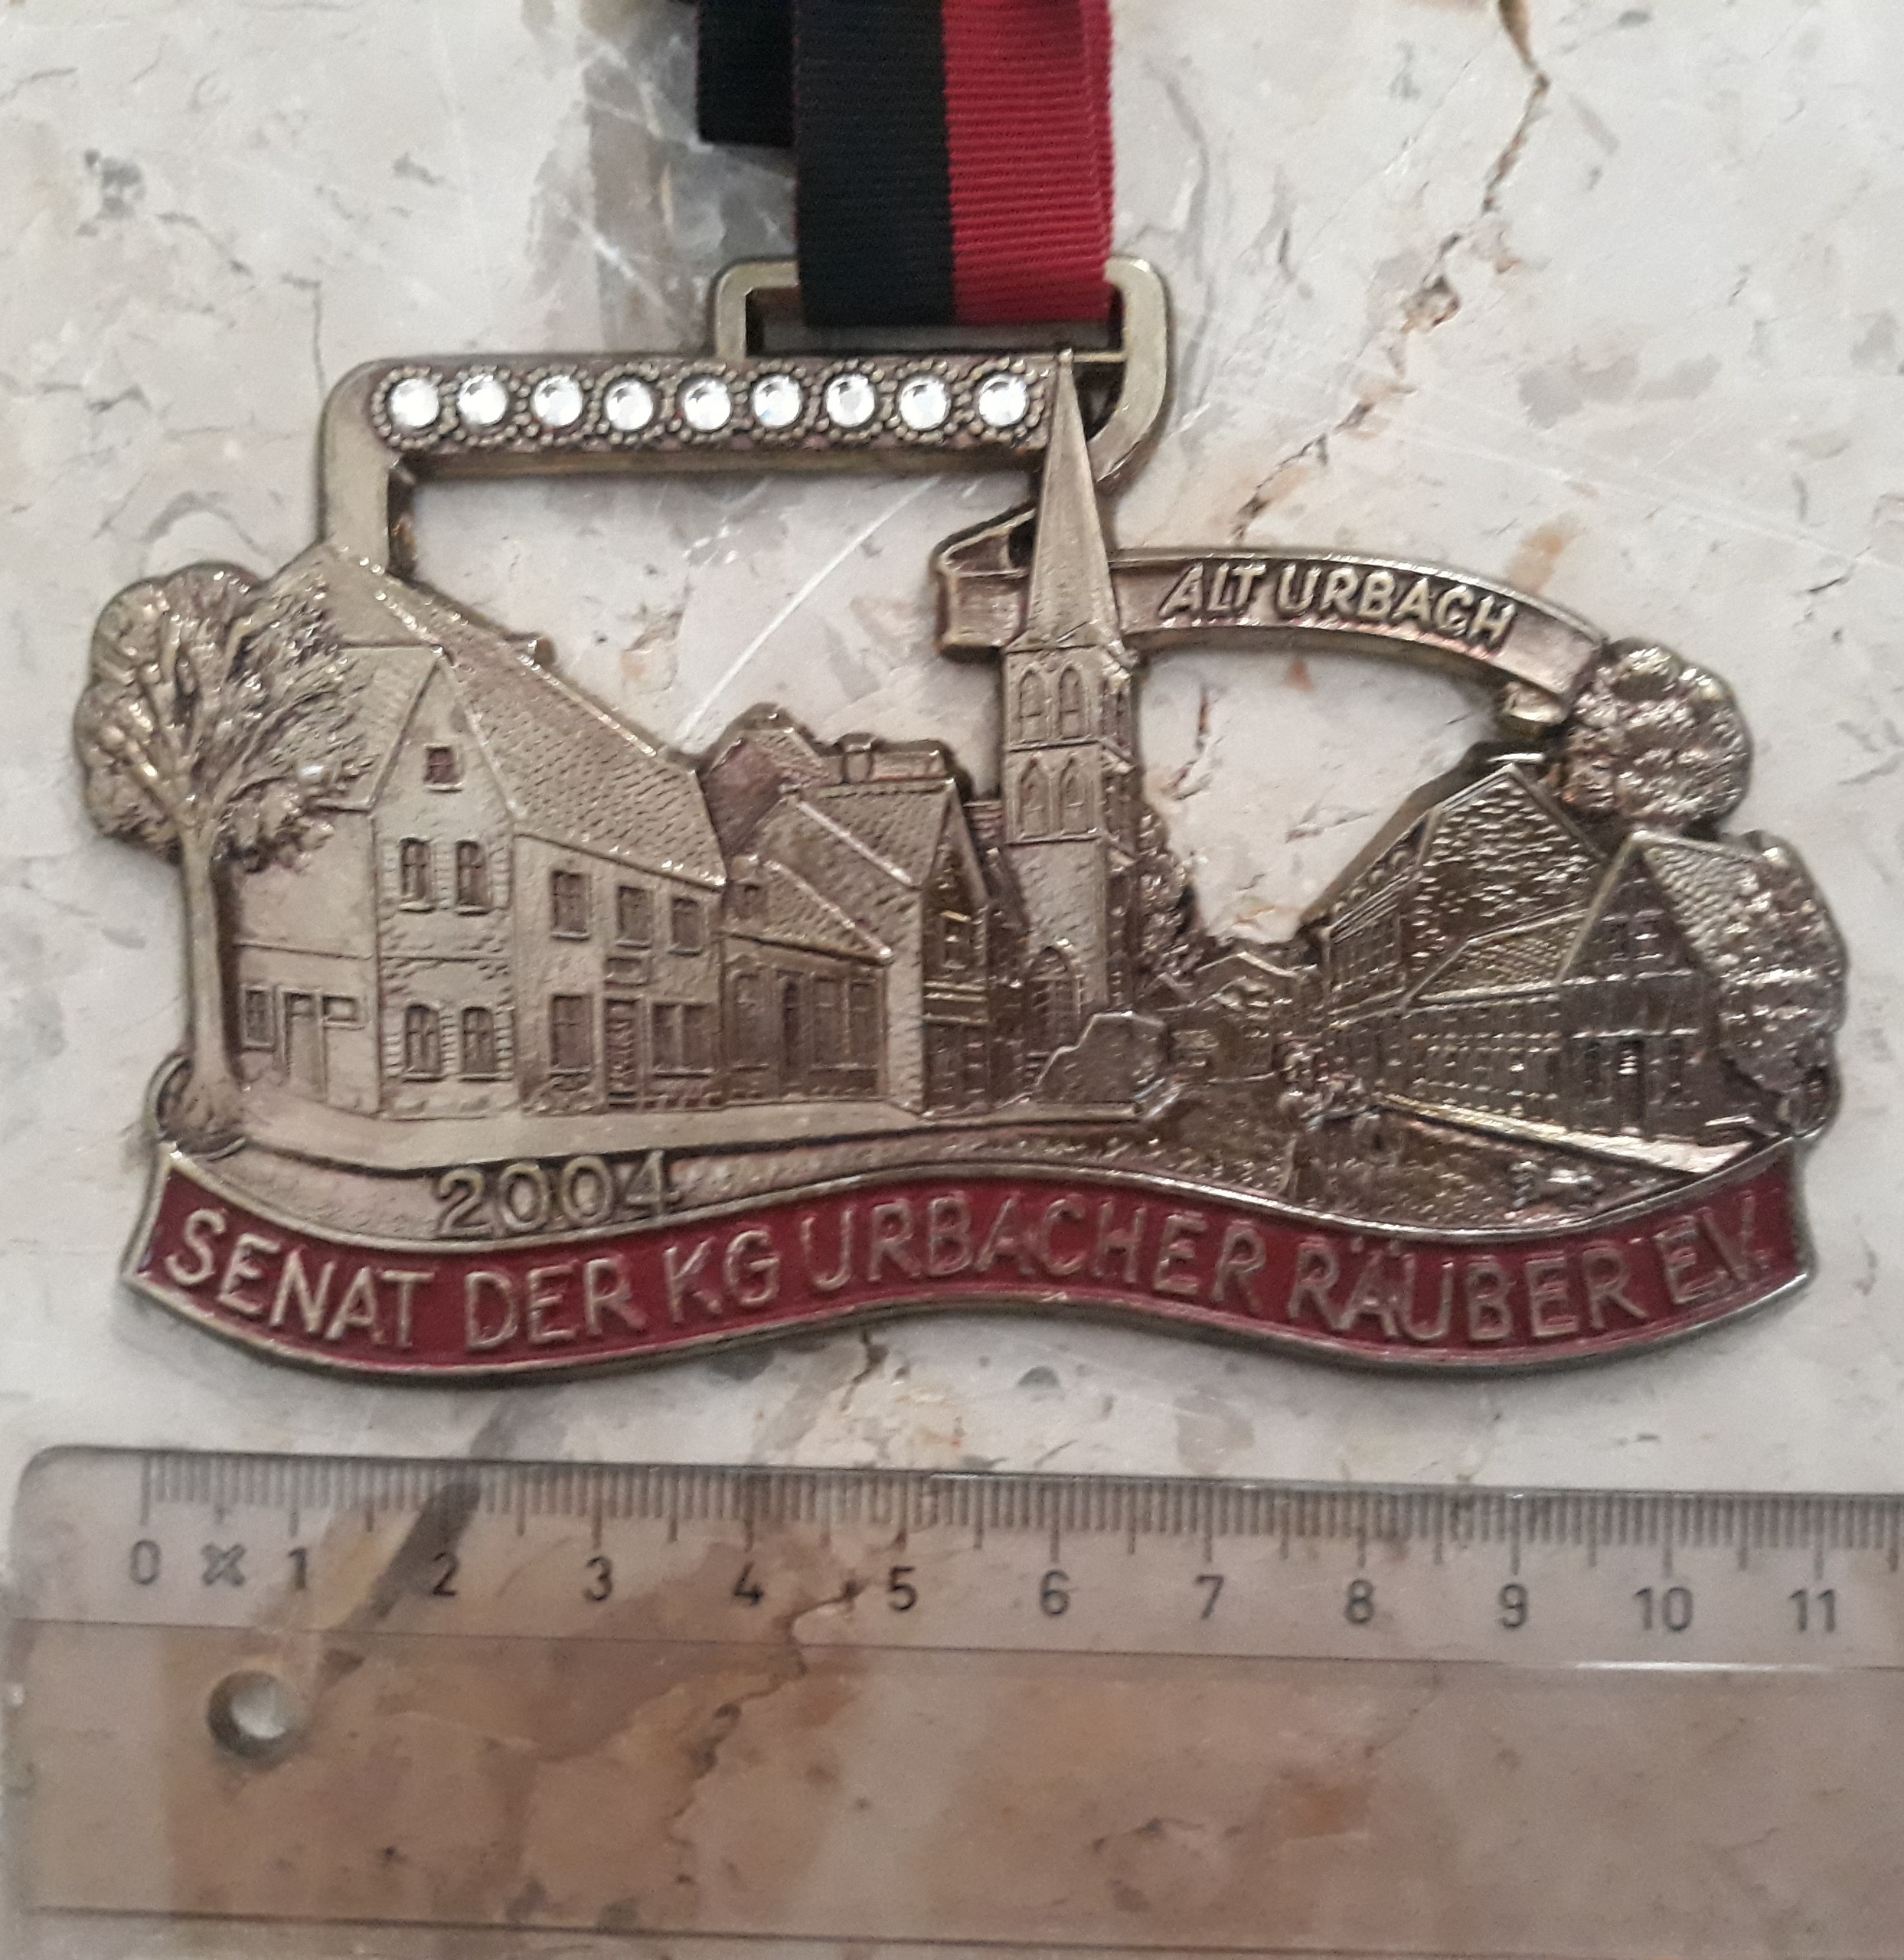 ALT URBACH
2004
SENAT DER KG URBACHER RÄUBER E.V.
0 1 2 3 4 5 6 7 8 9 10 11